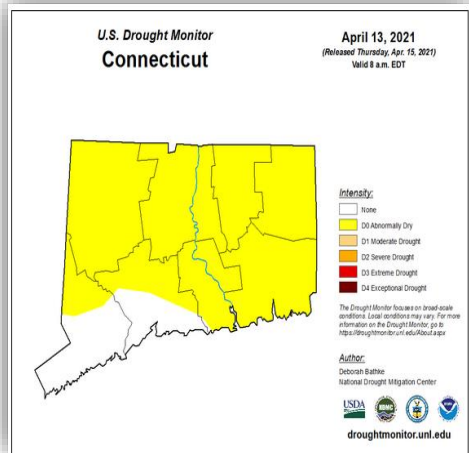 U.S. Drought Monitor
Connecticut
April 13, 2021
(Released Thursday, Apr. 15, 2021)
Valid 8 a.m. EDT
Intensity:
None
D0 Abnormally Dry
D1 Moderate Drought
D2 Severe Drought
D3 Extreme Drought
D4 Exceptional Drought
The Drought Monitor focuses on broad-scale
conditions. Local conditions may vary. For more
information on the Drought Monitor, go to
https://droughtmonitor.unl.edu/About.aspx
Author:
Deborah Bathke
National Drought Mitigation Center
USDA
NDMC
droughtmonitor.unl.edu